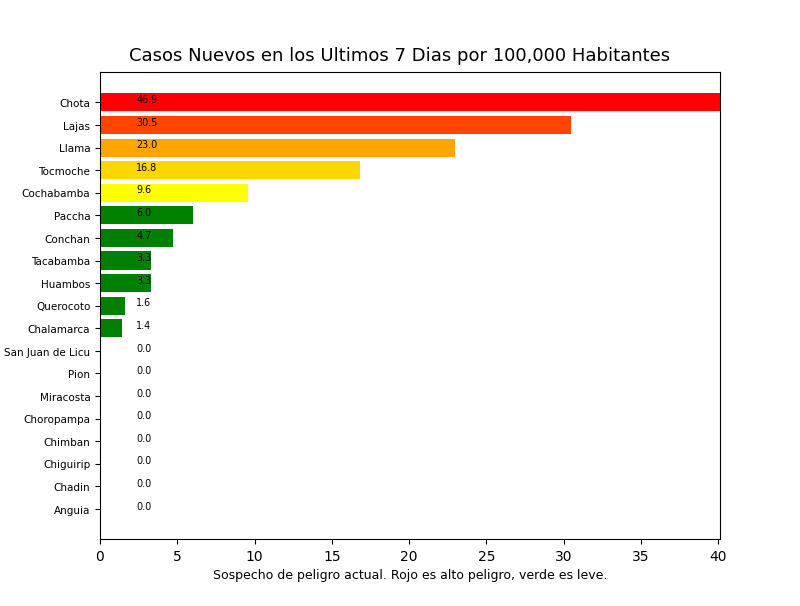 Casos Nuevos en los Ultimos 7 Dias por 100,000 Habitantes
Chota 46.9
Lajas 30.5
Llama 23.0
Tocmoche 16.8
Cochabamba 9.6
Paccha 6.0
Conchan 4.7
Tacabamba 3.3
Huambos 3.3
Querocoto 1.6
Chalamarca 1.4
San Juan de Licu 0.0
Pion 0.0
Miracosta 0.0
Choropampa 0.0
Chimban 0.0
Chiguirip 0.0
Chadin 0.0
Anguia 0.0
0 5 10 15 20 25 30 35 40
Sospecho de peligro actual. Rojo es alto peligro, verde es leve.